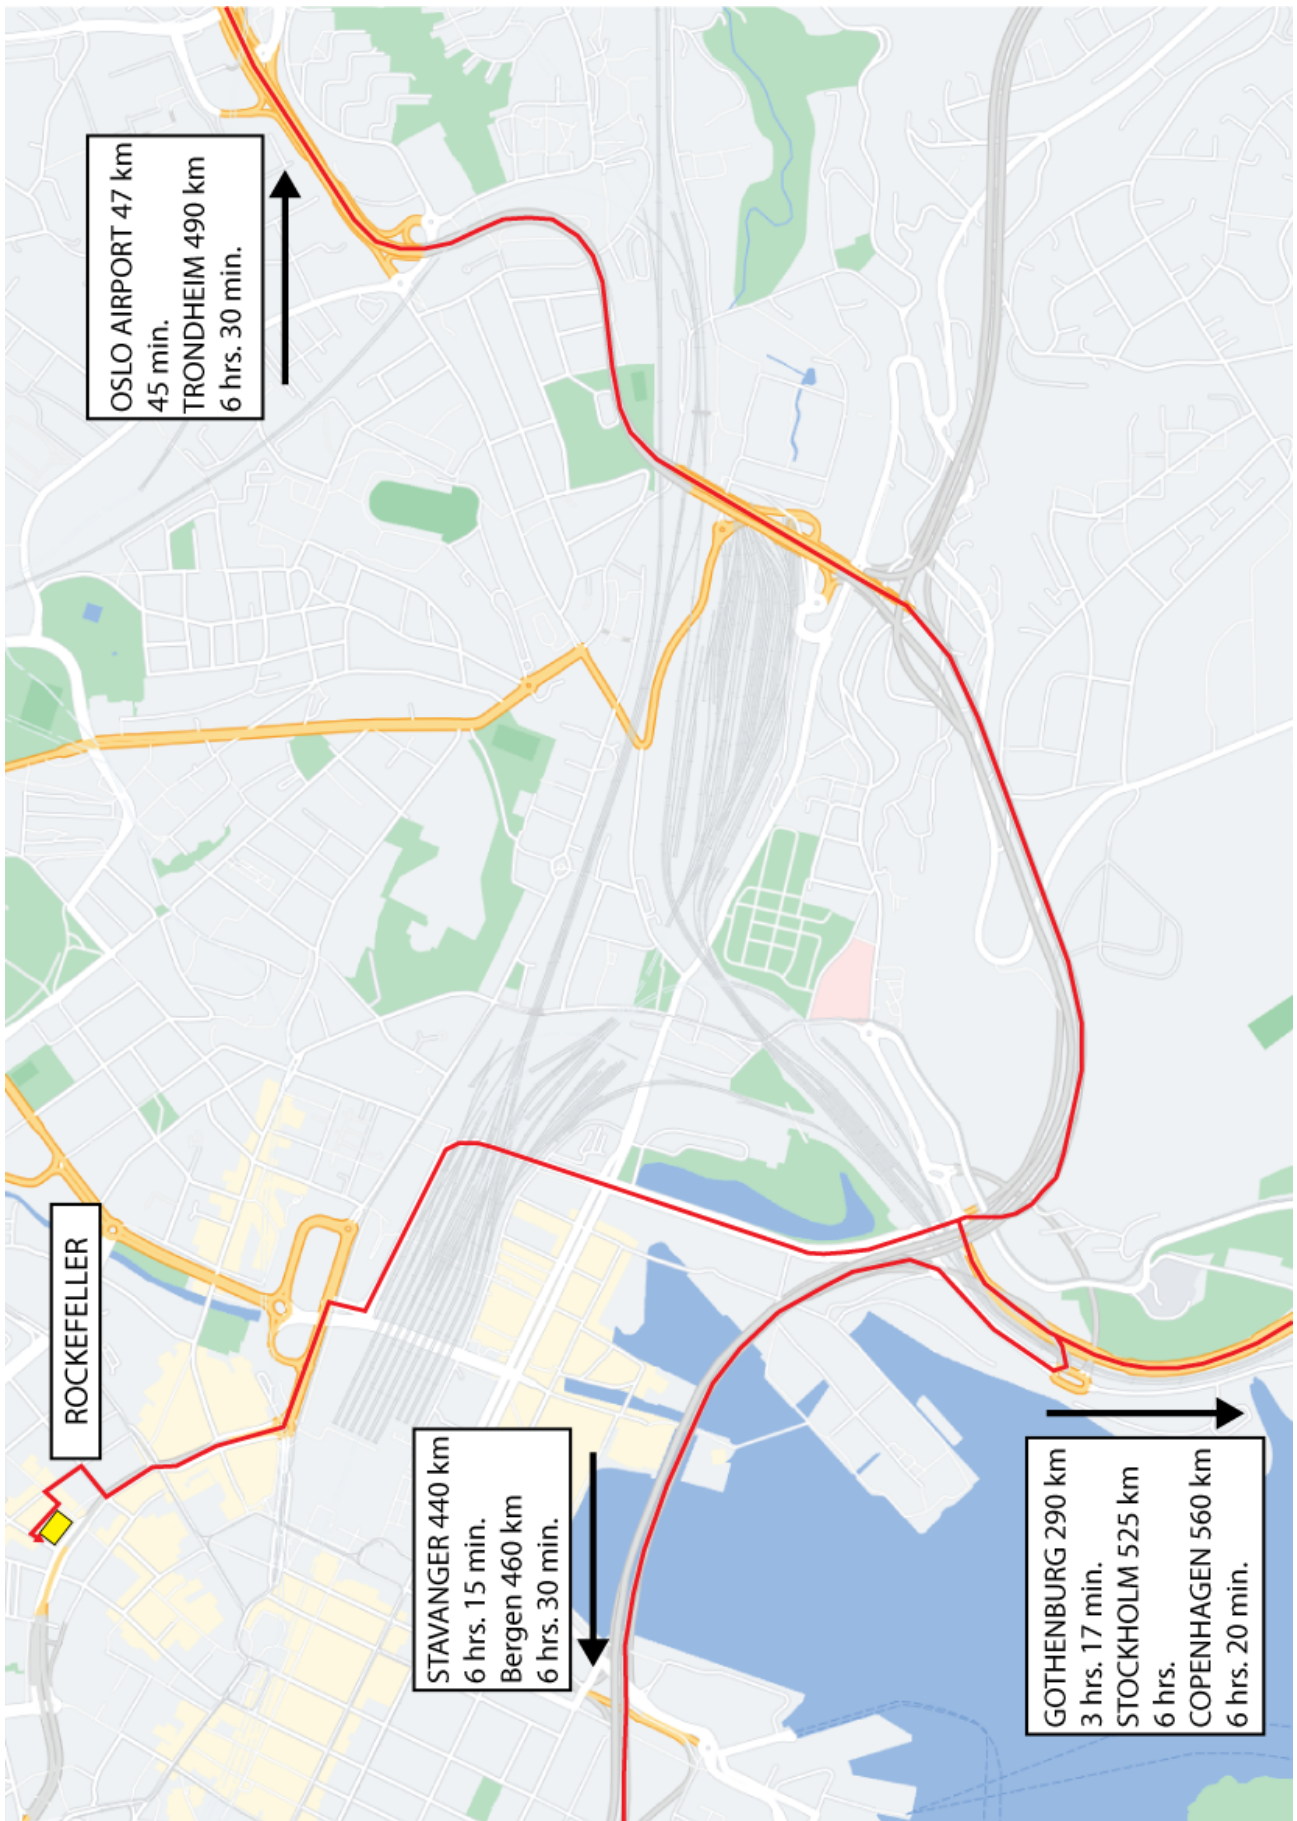 ROCKEFELLER
OSLO AIRPORT 47 km
45 min.
TRONDHEIM 490 km
6 hrs. 30 min.
STAVANGER 440 km
6 hrs. 15 min.
Bergen 460 km
6 hrs. 30 min.
GOTHENBURG 290 km
3 hrs. 17 min.
STOCKHOLM 525 km
6 hrs.
COPENHAGEN 560 km
6 hrs. 20 min.